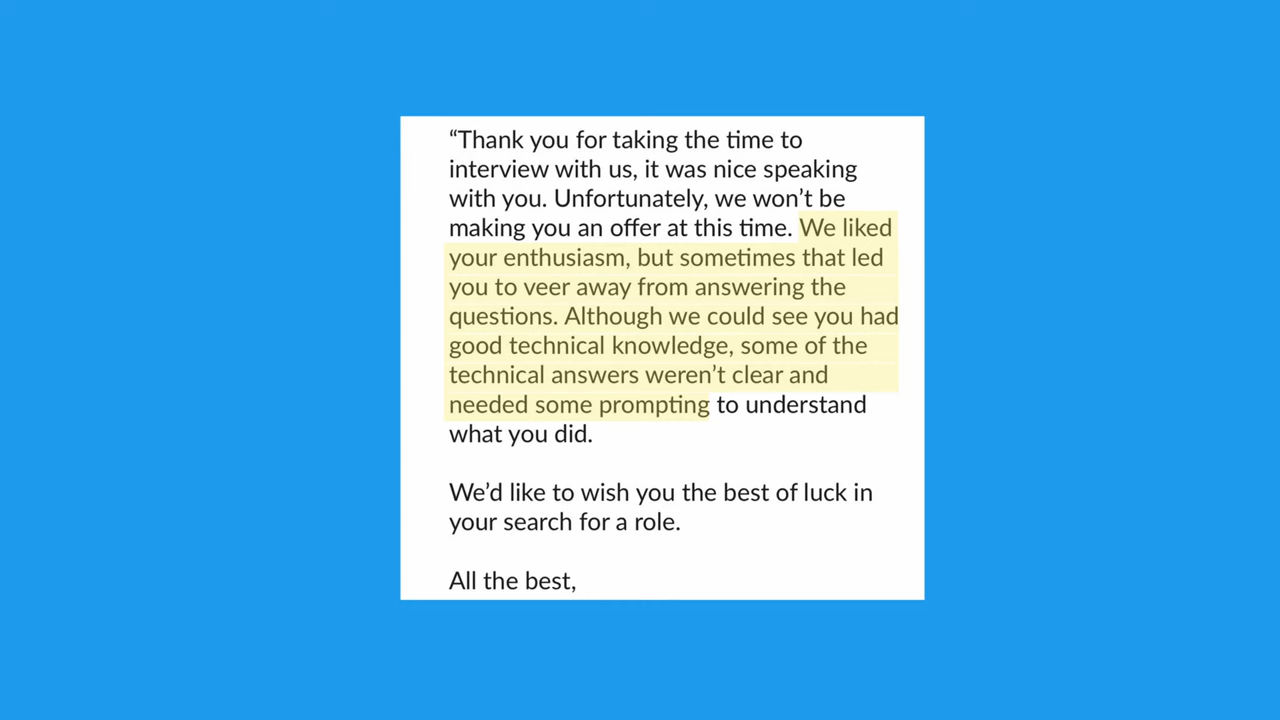 “Thank you for taking the time to
interview with us, it was nice speaking
with you. Unfortunately, we won’t be
making you an offer at this time. We liked
your enthusiasm, but sometimes that led
you to veer away from answering the
questions. Although we could see you had
good technical knowledge, some of the
technical answers weren’t clear and
needed some prompting to understand
what you did.
We’d like to wish you the best of luck in
your search for a role.
All the best,